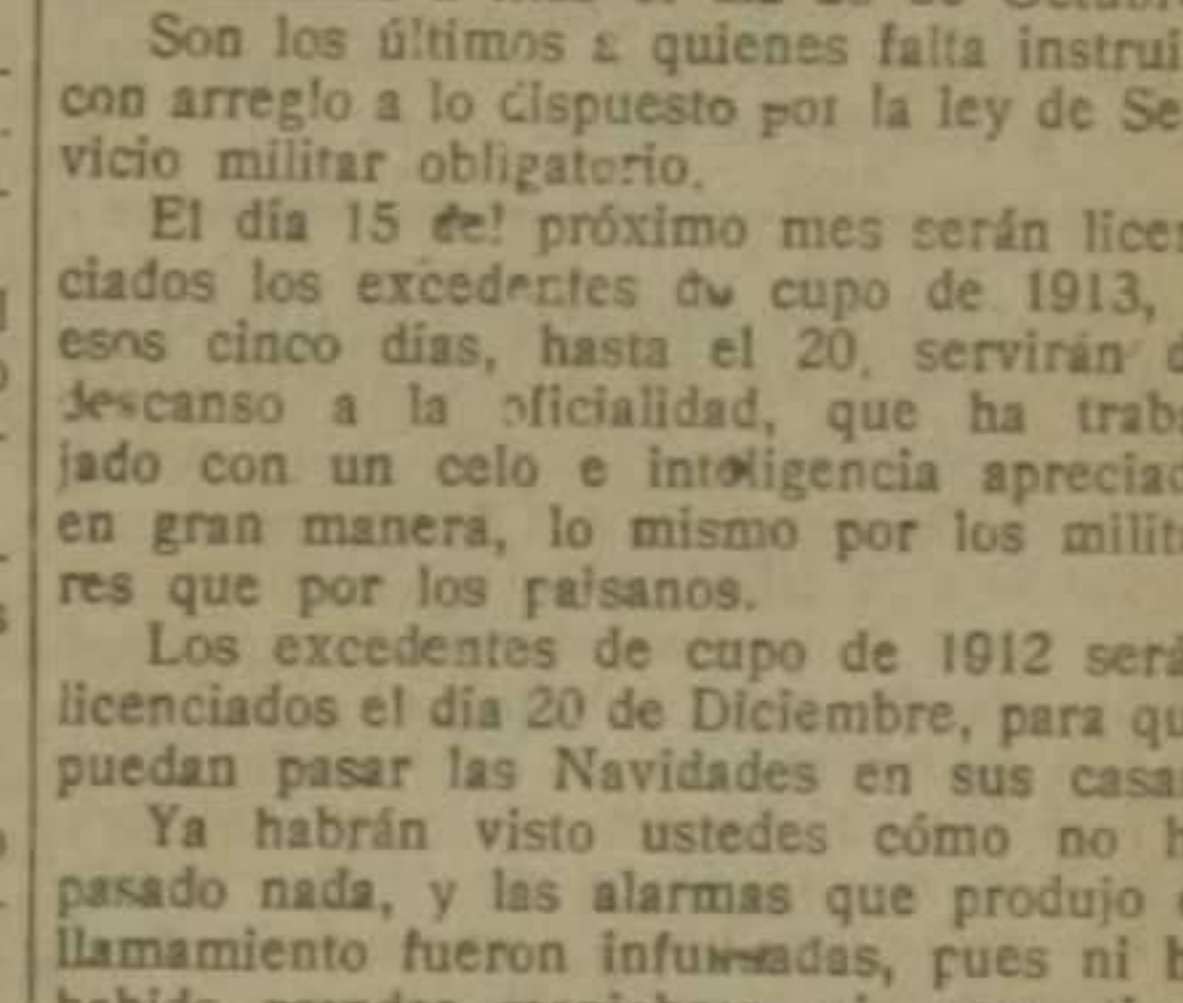 Son los últimos a quienes falta instrui
con arreglo a lo dispuesto por la ley de Se
vicio militar obligatorio.
El día 15 del próximo mes serán licen
ciados los excedentes de cupo de 1913,
esos cinco días, hasta el 20, servirán d
descanso a la oficialidad, que ha traba
jado con un celo e inteligencia apreciad
en gran manera, lo mismo por los milita
res que por los paisanos.
Los excedentes de cupo de 1912 será
licenciados el día 20 de Diciembre, para qu
puedan pasar las Navidades en sus casa
Ya habrán visto ustedes cómo no h
pasado nada, y las alarmas que produjo
llamamiento fueron infundadas, pues ni h